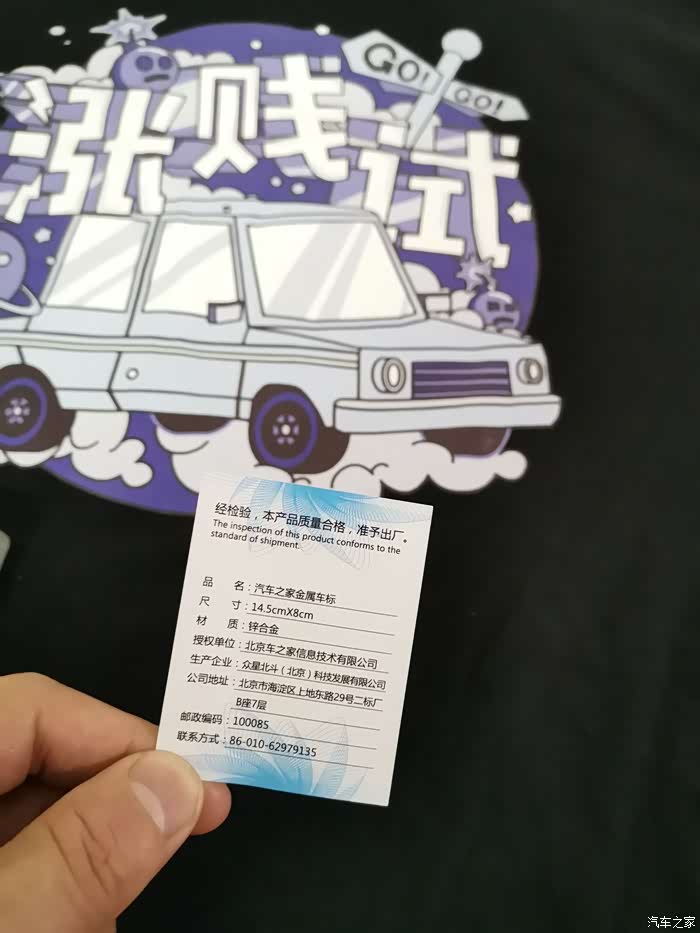 GO!
GO!
涨贱试
经检验，本产品质量合格，准予出厂。
The inspection of this product conforms to the
standard of shipment.
品 名：汽车之家金属车标
尺 寸：14.5cmX8cm
材 质：锌合金
授权单位：北京车之家信息技术有限公司
生产企业：众星北斗（北京）科技发展有限公司
公司地址：北京市海淀区上地东路29号二标厂
B座7层
邮政编码：100085
联系方式：86-010-62979135
汽车之家